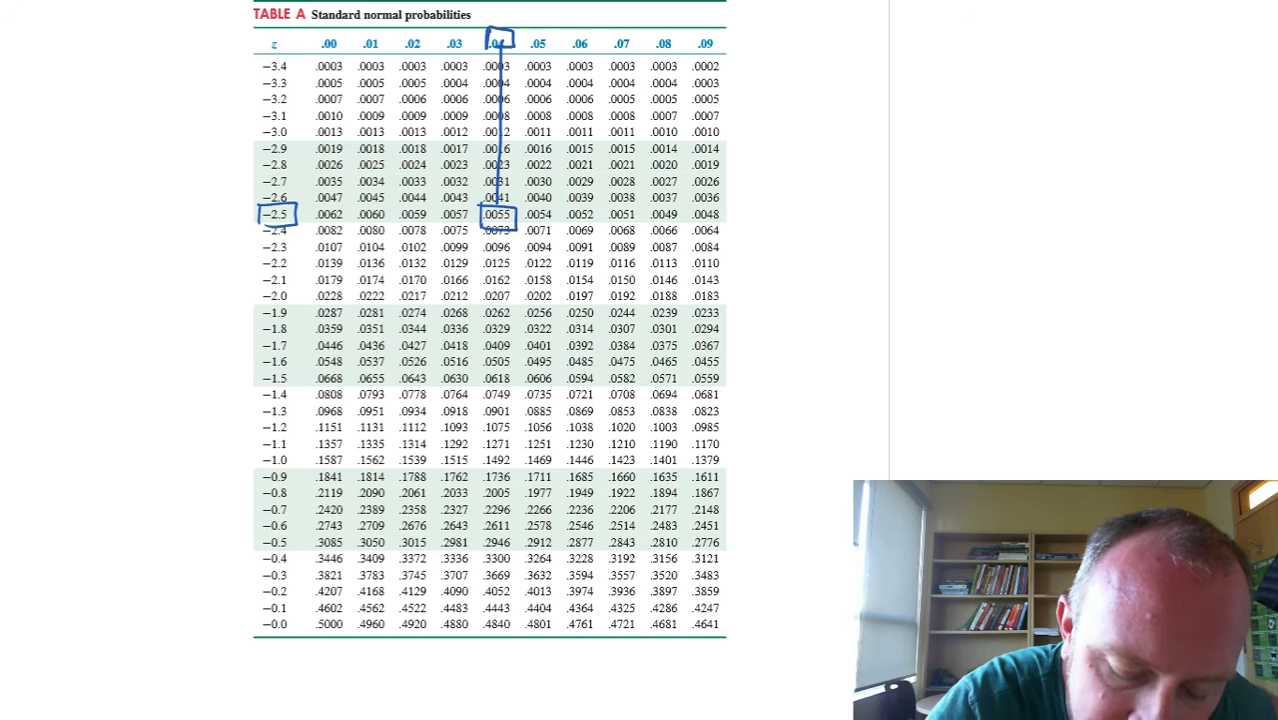 TABLE A Standard normal probabilities
z .00 .01 .02 .03 .04 .05 .06 .07 .08 .09
−3.4 .0003 .0003 .0003 .0003 .0003 .0003 .0003 .0003 .0003 .0002
−3.3 .0005 .0005 .0005 .0004 .0004 .0004 .0004 .0004 .0004 .0003
−3.2 .0007 .0007 .0006 .0006 .0006 .0006 .0006 .0005 .0005 .0005
−3.1 .0010 .0009 .0009 .0009 .0008 .0008 .0008 .0008 .0007 .0007
−3.0 .0013 .0013 .0013 .0012 .0012 .0011 .0011 .0011 .0010 .0010
−2.9 .0019 .0018 .0018 .0017 .0016 .0016 .0015 .0015 .0014 .0014
−2.8 .0026 .0025 .0024 .0023 .0023 .0022 .0021 .0021 .0020 .0019
−2.7 .0035 .0034 .0033 .0032 .0031 .0030 .0029 .0028 .0027 .0026
−2.6 .0047 .0045 .0044 .0043 .0041 .0040 .0039 .0038 .0037 .0036
−2.5 .0062 .0060 .0059 .0057 .0055 .0054 .0052 .0051 .0049 .0048
−2.4 .0082 .0080 .0078 .0075 .0073 .0071 .0069 .0068 .0066 .0064
−2.3 .0107 .0104 .0102 .0099 .0096 .0094 .0091 .0089 .0087 .0084
−2.2 .0139 .0136 .0132 .0129 .0125 .0122 .0119 .0116 .0113 .0110
−2.1 .0179 .0174 .0170 .0166 .0162 .0158 .0154 .0150 .0146 .0143
−2.0 .0228 .0222 .0217 .0212 .0207 .0202 .0197 .0192 .0188 .0183
−1.9 .0287 .0281 .0274 .0268 .0262 .0256 .0250 .0244 .0239 .0233
−1.8 .0359 .0351 .0344 .0336 .0329 .0322 .0314 .0307 .0301 .0294
−1.7 .0446 .0436 .0427 .0418 .0409 .0401 .0392 .0384 .0375 .0367
−1.6 .0548 .0537 .0526 .0516 .0505 .0495 .0485 .0475 .0465 .0455
−1.5 .0668 .0655 .0643 .0630 .0618 .0606 .0594 .0582 .0571 .0559
−1.4 .0808 .0793 .0778 .0764 .0749 .0735 .0721 .0708 .0694 .0681
−1.3 .0968 .0951 .0934 .0918 .0901 .0885 .0869 .0853 .0838 .0823
−1.2 .1151 .1131 .1112 .1093 .1075 .1056 .1038 .1020 .1003 .0985
−1.1 .1357 .1335 .1314 .1292 .1271 .1251 .1230 .1210 .1190 .1170
−1.0 .1587 .1562 .1539 .1515 .1492 .1469 .1446 .1423 .1401 .1379
−0.9 .1841 .1814 .1788 .1762 .1736 .1711 .1685 .1660 .1635 .1611
−0.8 .2119 .2090 .2061 .2033 .2005 .1977 .1949 .1922 .1894 .1867
−0.7 .2420 .2389 .2358 .2327 .2296 .2266 .2236 .2206 .2177 .2148
−0.6 .2743 .2709 .2676 .2643 .2611 .2578 .2546 .2514 .2483 .2451
−0.5 .3085 .3050 .3015 .2981 .2946 .2912 .2877 .2843 .2810 .2776
−0.4 .3446 .3409 .3372 .3336 .3300 .3264 .3228 .3192 .3156 .3121
−0.3 .3821 .3783 .3745 .3707 .3669 .3632 .3594 .3557 .3520 .3483
−0.2 .4207 .4168 .4129 .4090 .4052 .4013 .3974 .3936 .3897 .3859
−0.1 .4602 .4562 .4522 .4483 .4443 .4404 .4364 .4325 .4286 .4247
−0.0 .5000 .4960 .4920 .4880 .4840 .4801 .4761 .4721 .4681 .4641